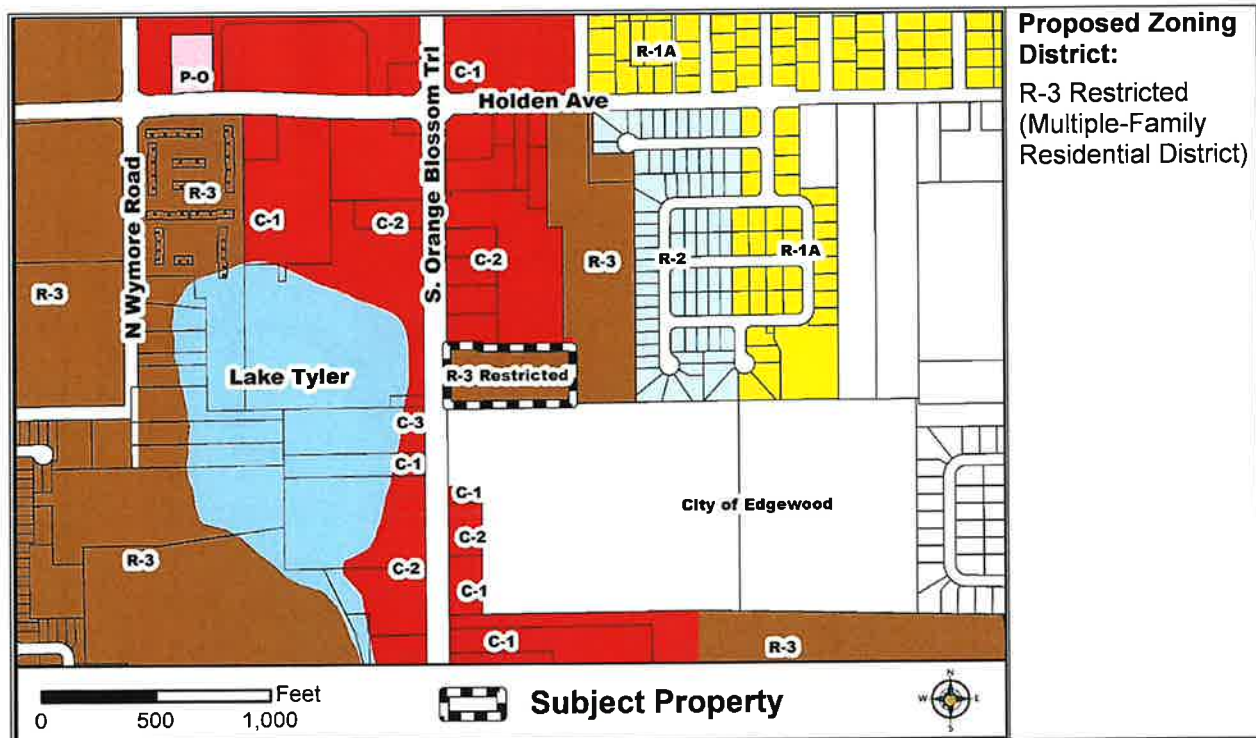 Proposed Zoning
District:
R-3 Restricted
(Multiple-Family
Residential District)
P-O
C-1
R-1A
S. Orange Blossom Trl
Holden Ave
N Wymore Road
R-3
C-1
C-2
C-2
R-3
R-2
R-1A
R-3
Lake Tyler
R-3 Restricted
C-3
C-1
C-1
City of Edgewood
C-2
R-3
C-2
C-1
C-1
R-3
Feet
0 500 1,000
Subject Property
N
W E
S